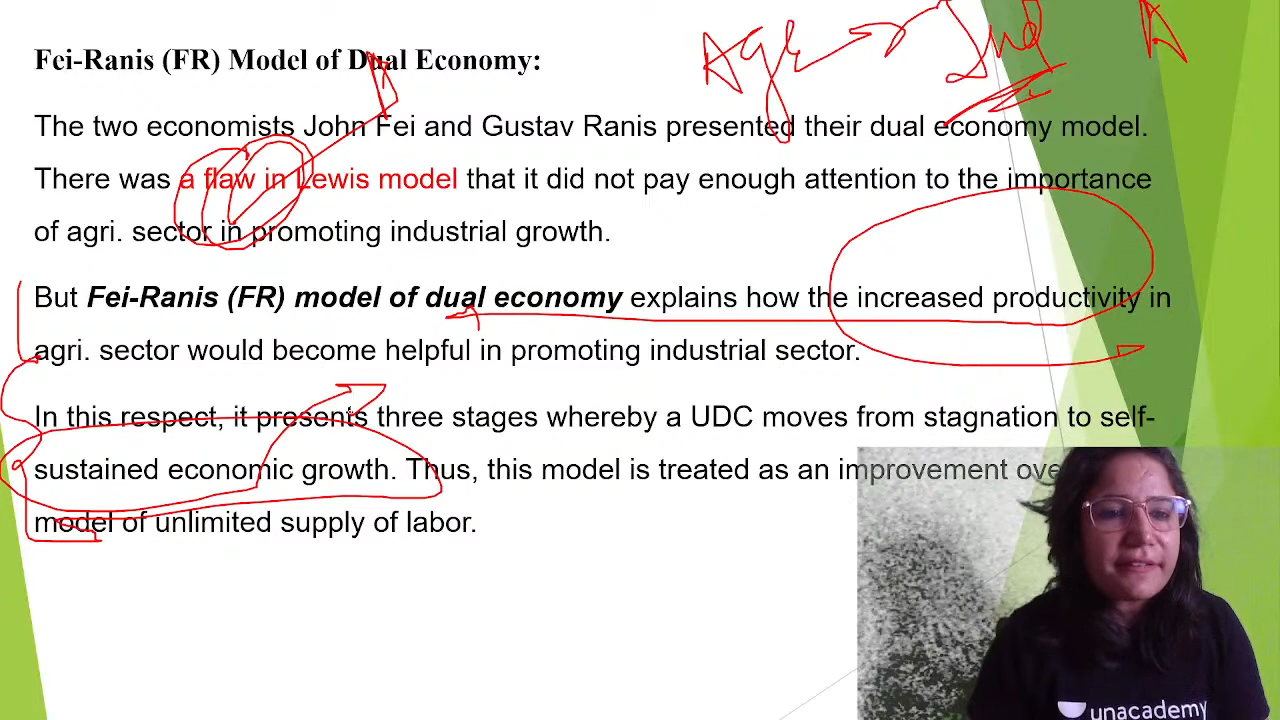 Fei-Ranis (FR) Model of Dual Economy:
Agr → Ind
A
The two economists John Fei and Gustav Ranis presented their dual economy model.
There was a flaw in Lewis model that it did not pay enough attention to the importance
of agri. sector in promoting industrial growth.
But Fei-Ranis (FR) model of dual economy explains how the increased productivity in
agri. sector would become helpful in promoting industrial sector.
In this respect, it presents three stages whereby a UDC moves from stagnation to self-
sustained economic growth. Thus, this model is treated as an improvement
model of unlimited supply of labor.
unacademy